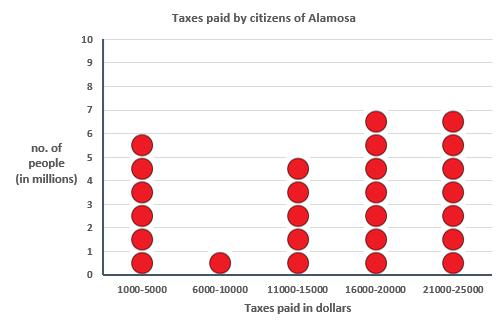 Taxes paid by citizens of Alamosa
10
9
8
7
6
5
4
3
2
1
0
no. of
people
(in millions)
1000-5000 6000-10000 11000-15000 16000-20000 21000-25000
Taxes paid in dollars